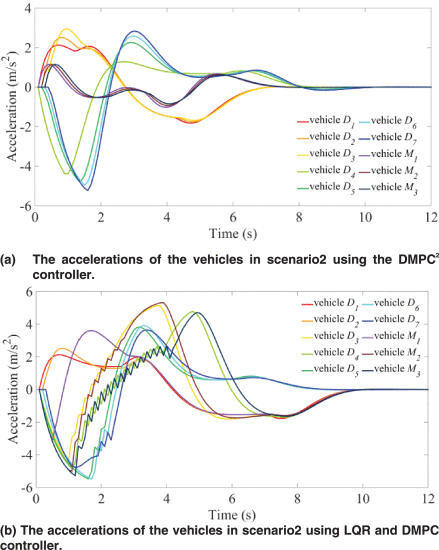 4
2
0
-2
-4
-6
Acceleration (m/s²)
vehicle D1 vehicle D6
vehicle D2 vehicle D7
vehicle D3 vehicle M1
vehicle D4 vehicle M2
vehicle D5 vehicle M3
0 2 4 6 8 10 12
Time (s)
(a) The accelerations of the vehicles in scenario2 using the DMPC²
controller.
6
4
2
0
-2
-4
-6
Acceleration (m/s²)
vehicle D1 vehicle D6
vehicle D2 vehicle D7
vehicle D3 vehicle M1
vehicle D4 vehicle M2
vehicle D5 vehicle M3
0 2 4 6 8 10 12
Time (s)
(b) The accelerations of the vehicles in scenario2 using LQR and DMPC
controller.